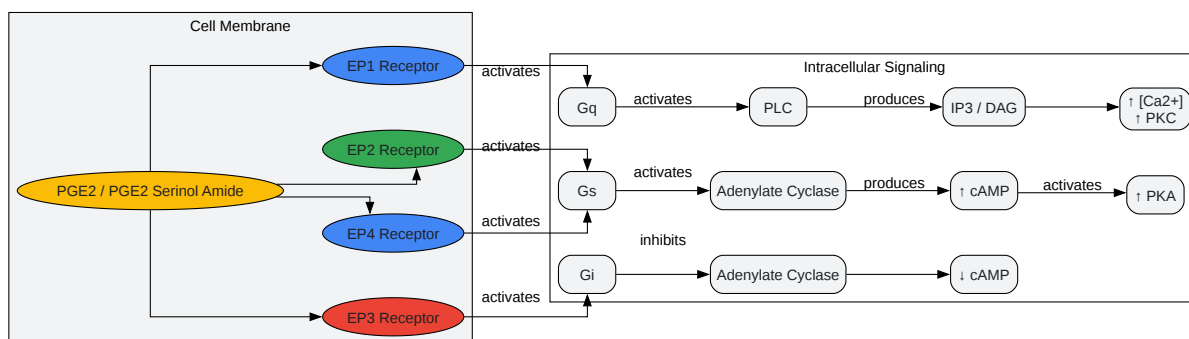 Cell Membrane
EP1 Receptor
EP2 Receptor
PGE2 / PGE2 Serinol Amide
EP4 Receptor
EP3 Receptor
activates
activates
activates
activates
Intracellular Signaling
Gq
activates
PLC
produces
IP3 / DAG
↑ [Ca2+]
↑ PKC
Gs
activates
Adenylate Cyclase
produces
↑ cAMP
activates
↑ PKA
Gi
inhibits
Adenylate Cyclase
↓ cAMP